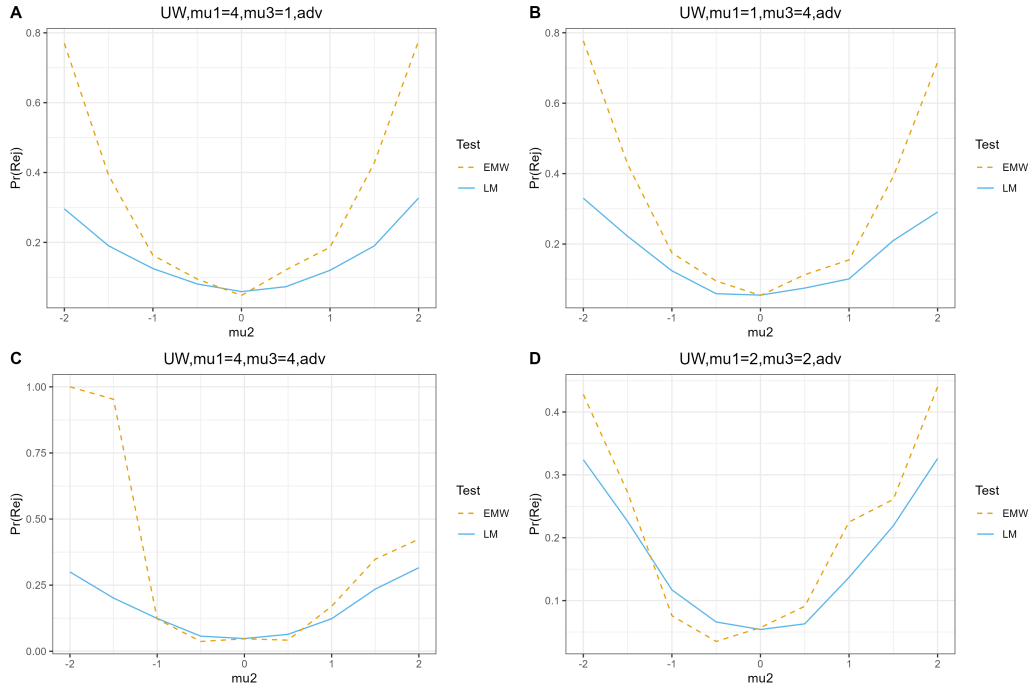 A
UW,mu1=4,mu3=1,adv
0.8
0.6
0.4
0.2
Pr(Rej)
-2 -1 0 1 2
mu2
Test
EMW
LM
B
UW,mu1=1,mu3=4,adv
0.8
0.6
0.4
0.2
Pr(Rej)
-2 -1 0 1 2
mu2
Test
EMW
LM
C
UW,mu1=4,mu3=4,adv
1.00
0.75
0.50
0.25
0.00
Pr(Rej)
-2 -1 0 1 2
mu2
Test
EMW
LM
D
UW,mu1=2,mu3=2,adv
0.4
0.3
0.2
0.1
Pr(Rej)
-2 -1 0 1 2
mu2
Test
EMW
LM